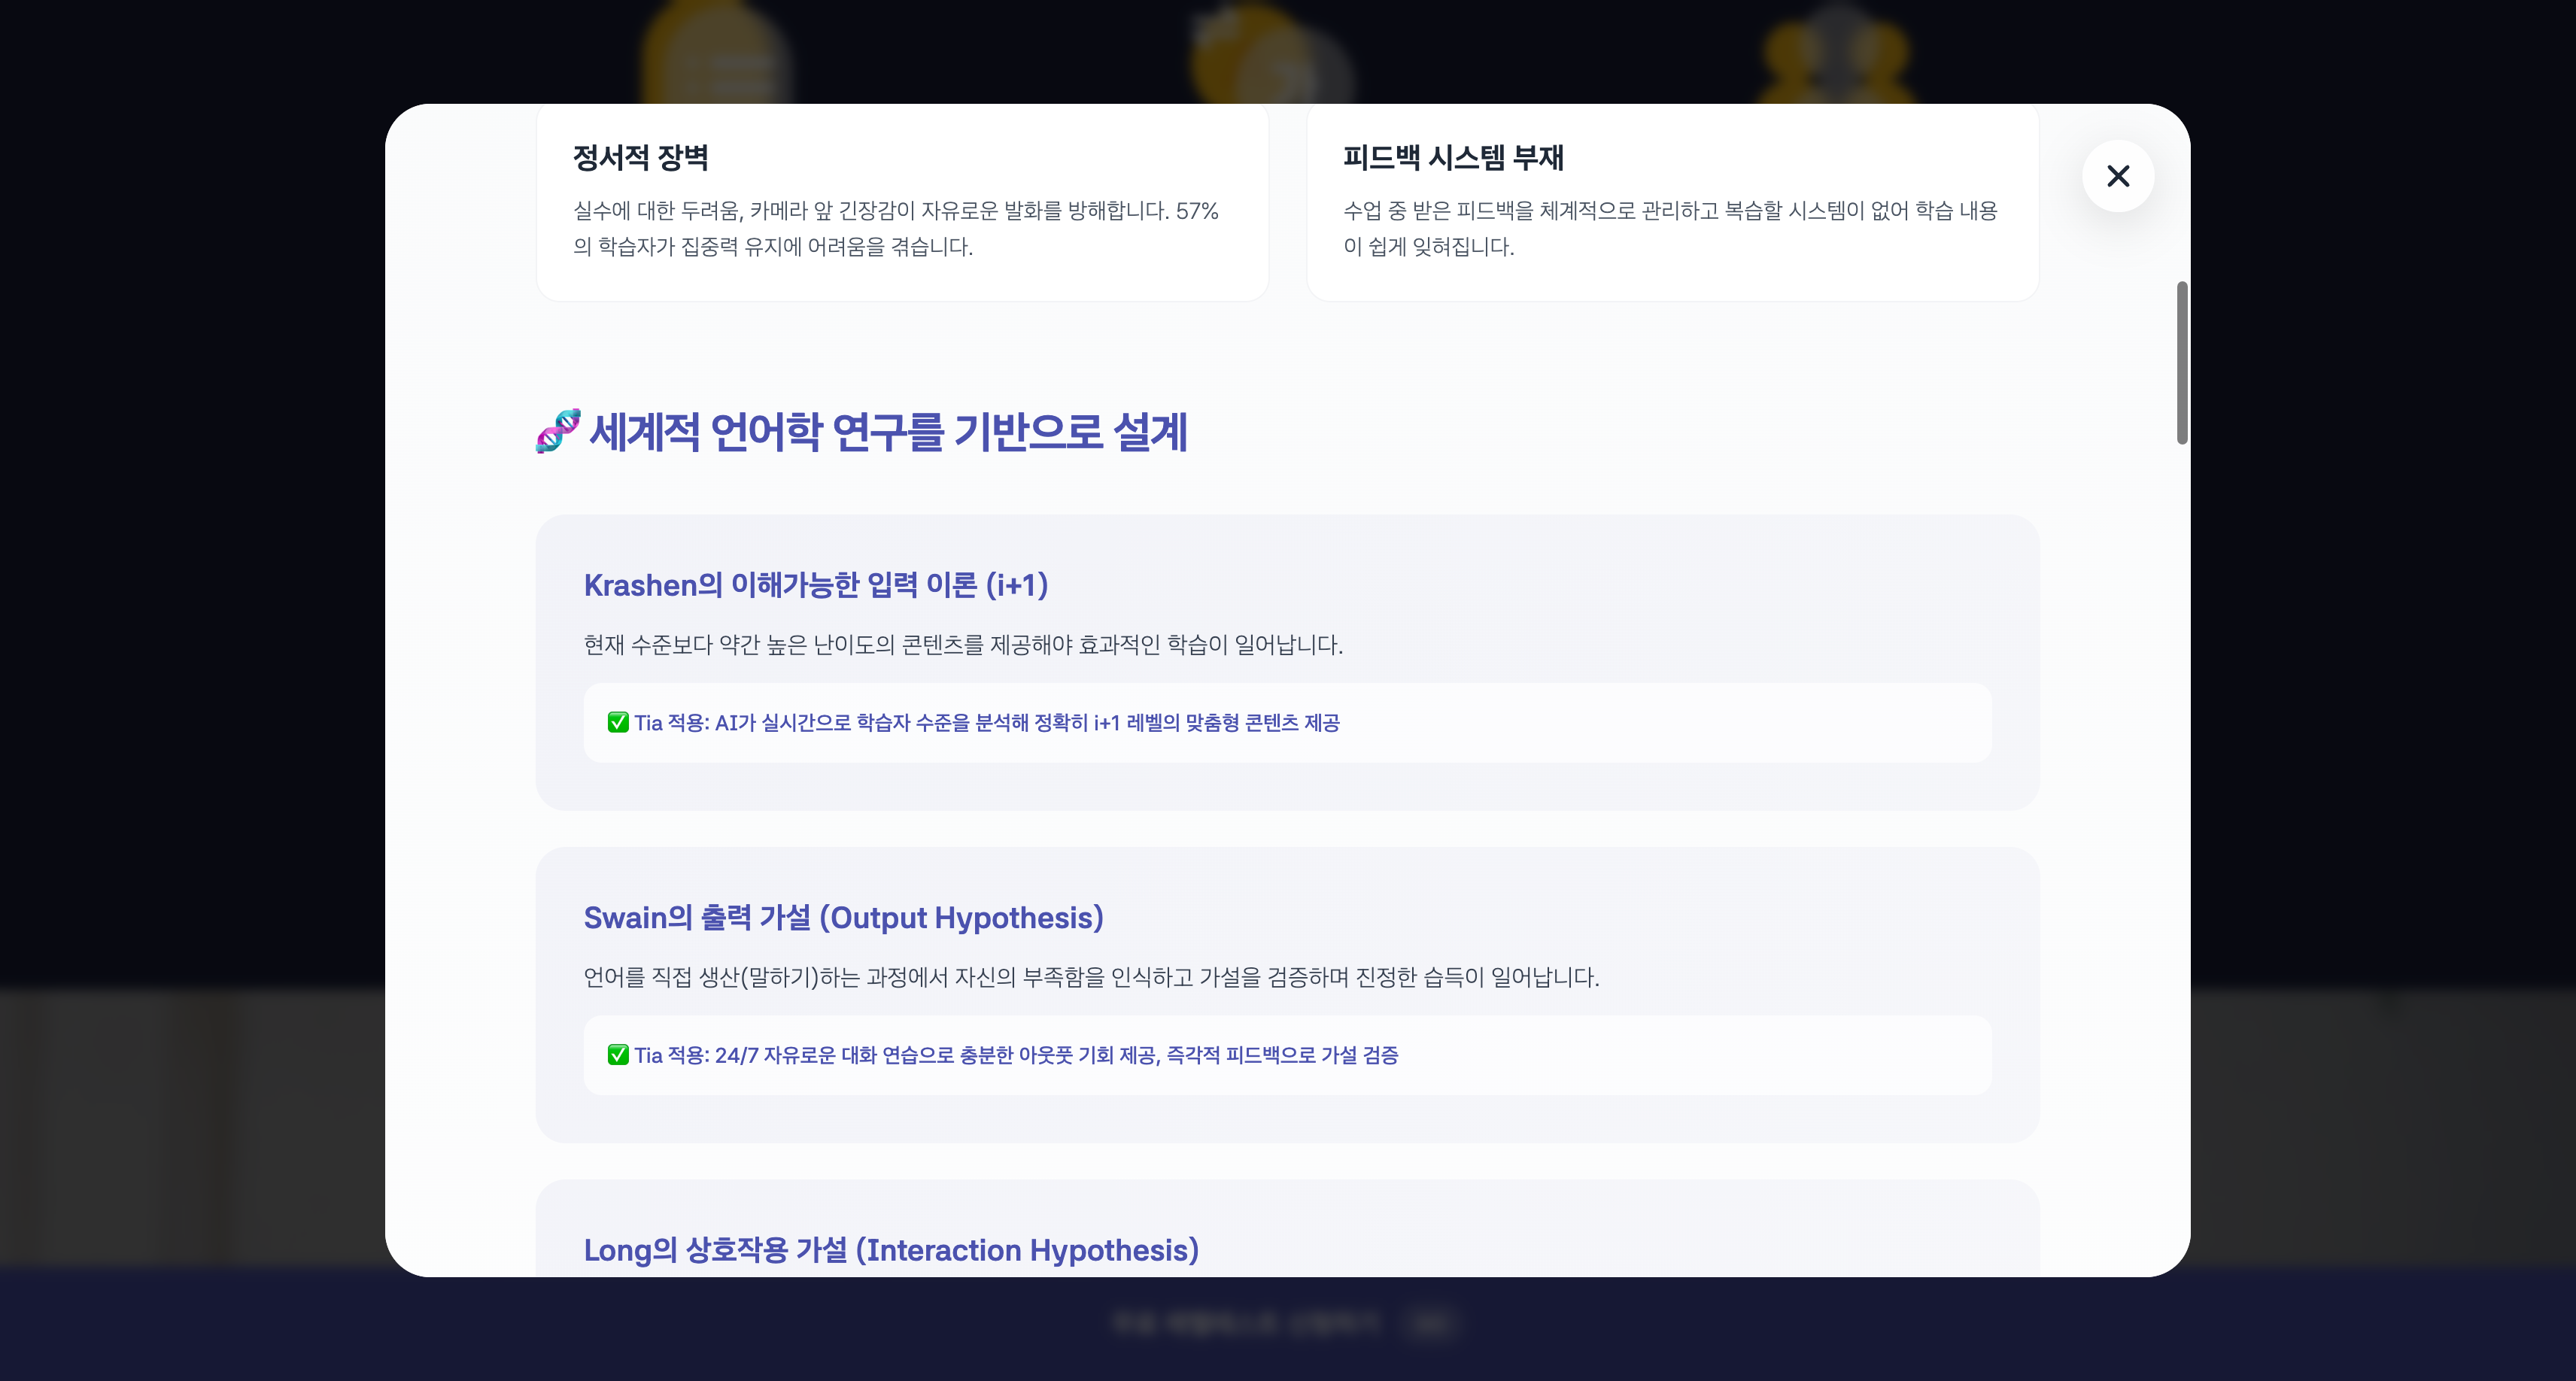 정서적 장벽
실수에 대한 두려움, 카메라 앞 긴장감이 자유로운 발화를 방해합니다. 57%
의 학습자가 집중력 유지에 어려움을 겪습니다.
피드백 시스템 부재
수업 중 받은 피드백을 체계적으로 관리하고 복습할 시스템이 없어 학습 내용
이 쉽게 잊혀집니다.
🧬 세계적 언어학 연구를 기반으로 설계
Krashen의 이해가능한 입력 이론 (i+1)
현재 수준보다 약간 높은 난이도의 콘텐츠를 제공해야 효과적인 학습이 일어납니다.
✅ Tia 적용: AI가 실시간으로 학습자 수준을 분석해 정확히 i+1 레벨의 맞춤형 콘텐츠 제공
Swain의 출력 가설 (Output Hypothesis)
언어를 직접 생산(말하기)하는 과정에서 자신의 부족함을 인식하고 가설을 검증하며 진정한 습득이 일어납니다.
✅ Tia 적용: 24/7 자유로운 대화 연습으로 충분한 아웃풋 기회 제공, 즉각적 피드백으로 가설 검증
Long의 상호작용 가설 (Interaction Hypothesis)